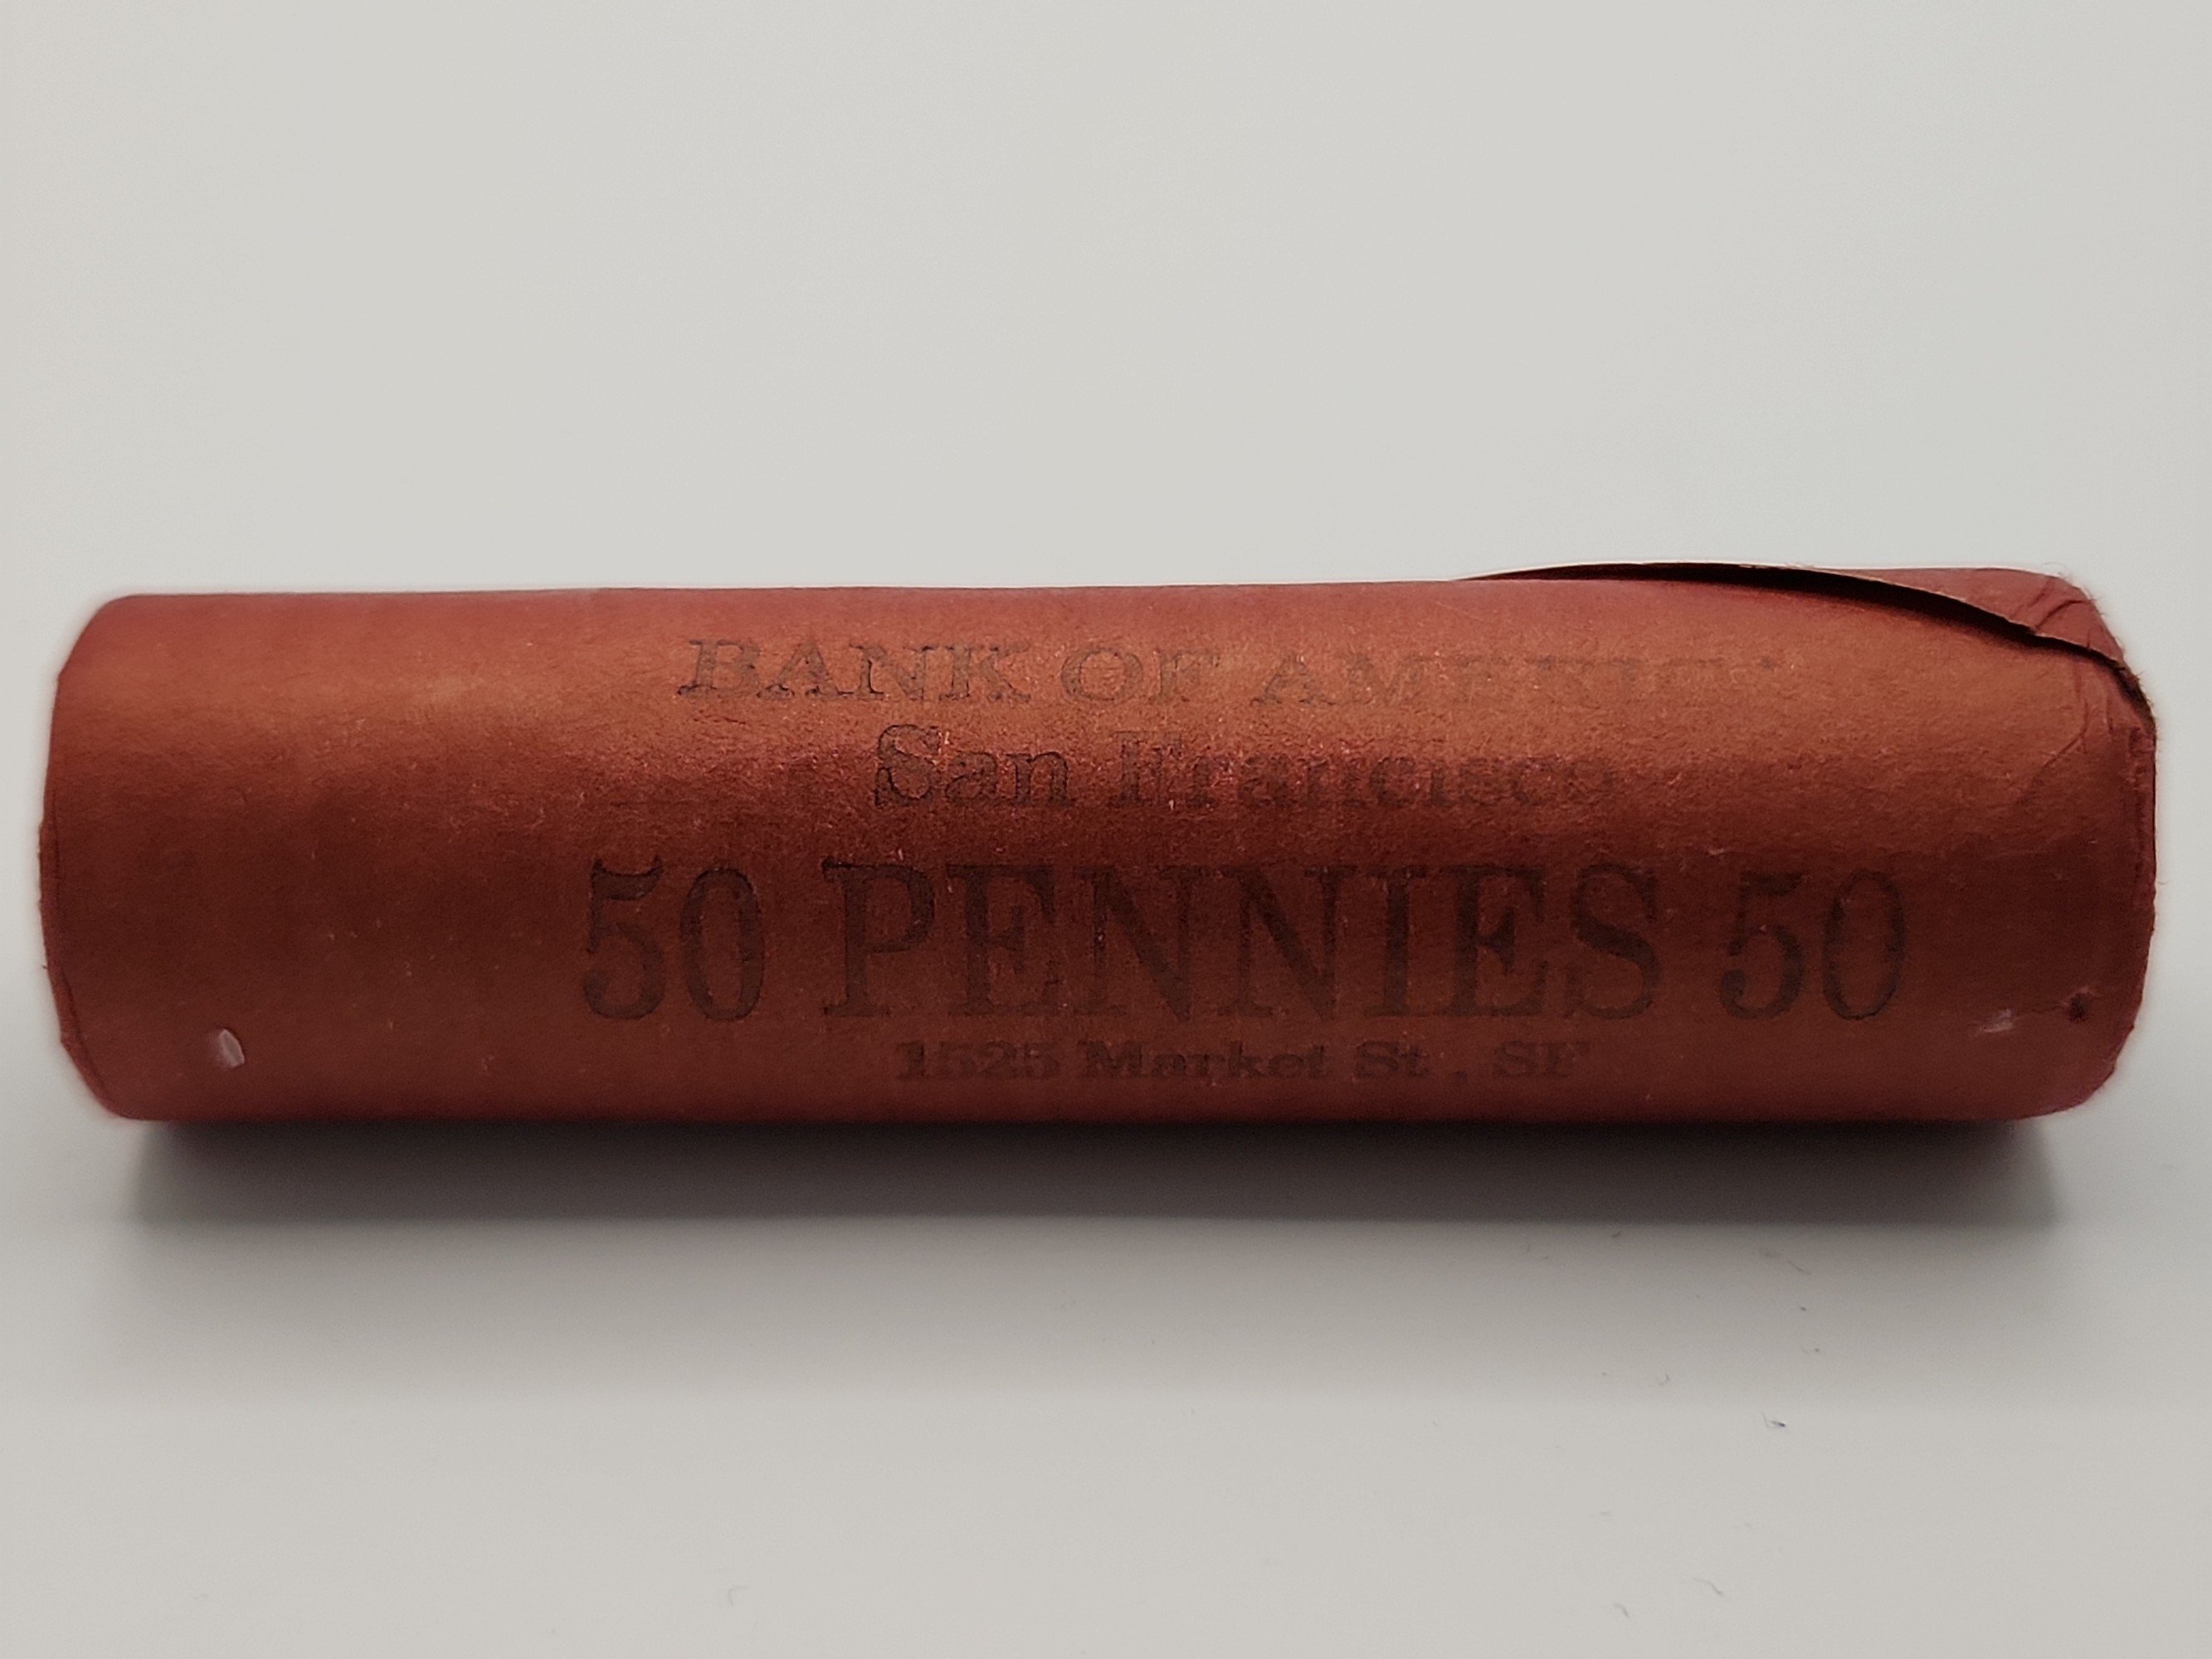 BANK OF AMERICA
San Francisco
50 PENNIES 50
1525 Market St , SF